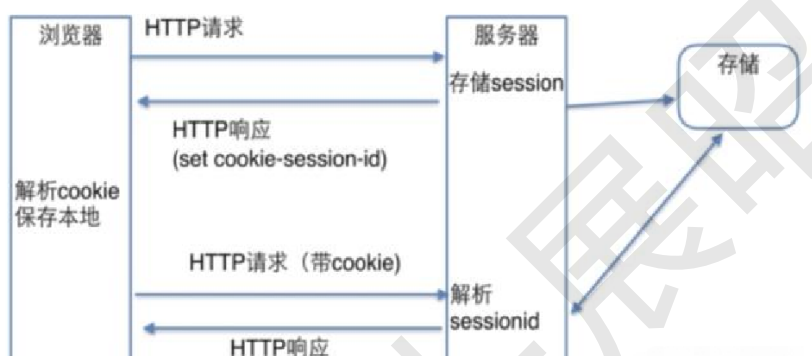 浏览器
HTTP请求
服务器
存储
存储session
HTTP响应
(set cookie-session-id)
解析cookie
保存本地
HTTP请求（带cookie)
解析
sessionid
HTTP响应